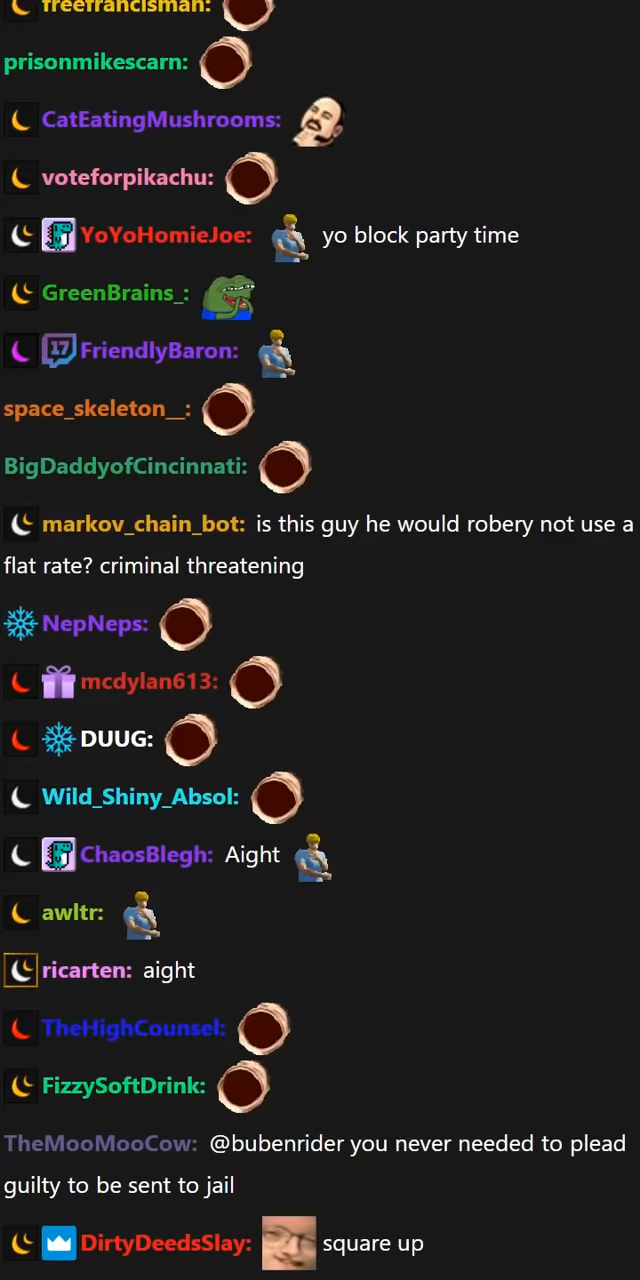 freefrancisman:
prisonmikescarn:
CatEatingMushrooms:
voteforpikachu:
YoYoHomieJoe: yo block party time
GreenBrains_:
17 FriendlyBaron:
space_skeleton__:
BigDaddyofCincinnati:
markov_chain_bot: is this guy he would robery not use a
flat rate? criminal threatening
NepNeps:
mcdylan613:
DUUG:
Wild_Shiny_Absol:
ChaosBlegh: Aight
awltr:
ricarten: aight
TheHighCounsel:
FizzySoftDrink:
TheMooMooCow: @bubenrider you never needed to plead
guilty to be sent to jail
DirtyDeedsSlay: square up